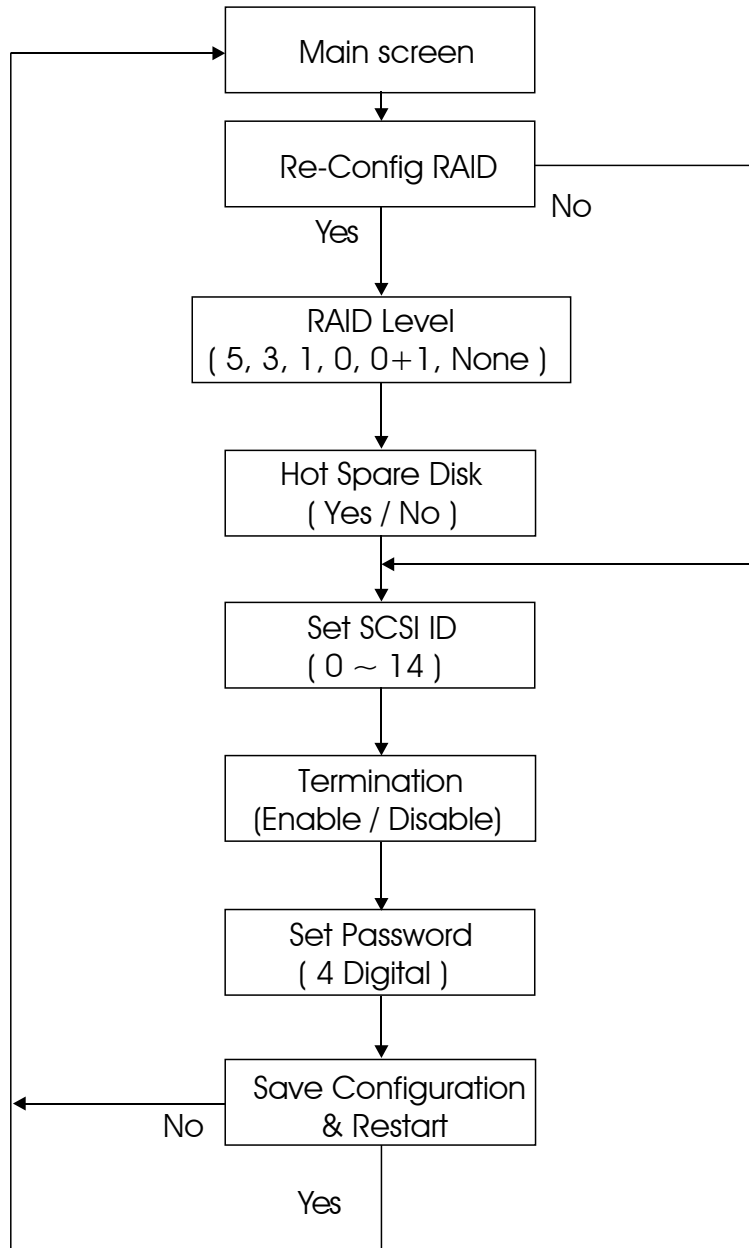 Main screen
Re-Config RAID
No
Yes
RAID Level
( 5, 3, 1, 0, 0+1, None )
Hot Spare Disk
( Yes / No )
Set SCSI ID
( 0 ~ 14 )
Termination
(Enable / Disable)
Set Password
( 4 Digital )
Save Configuration
& Restart
No
Yes